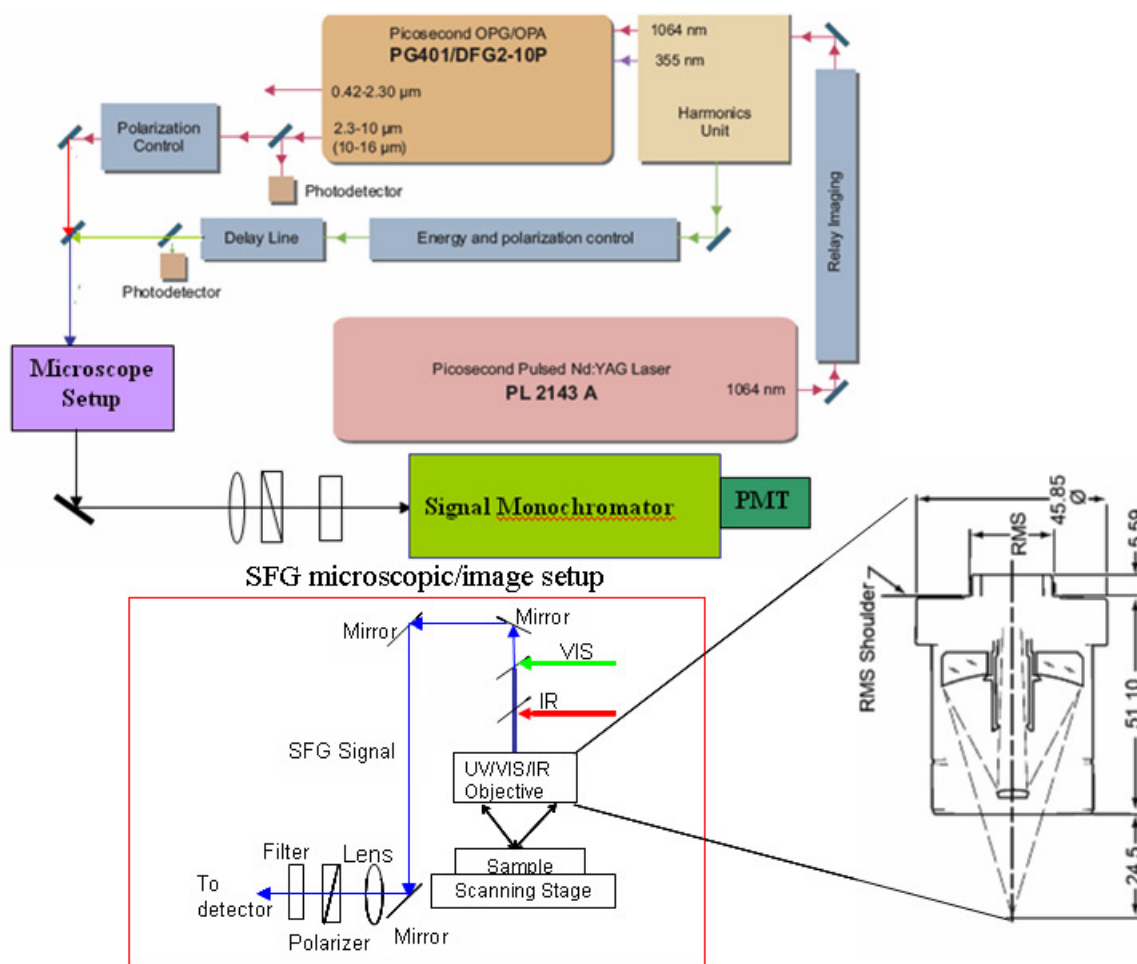 Picosecond OPG/OPA
PG401/DFG2-10P
1064 nm
355 nm
0.42-2.30 µm
2.3-10 µm
(10-16 µm)
Harmonics
Unit
Polarization
Control
Photodetector
Relay Imaging
Delay Line
Energy and polarization control
Photodetector
Microscope
Setup
Picosecond Pulsed Nd:YAG Laser
PL 2143 A
1064 nm
Signal Monochromator
PMT
SFG microscopic/image setup
Mirror
Mirror
VIS
IR
SFG Signal
UV/VIS/IR
Objective
Sample
Scanning Stage
Filter
Lens
To
detector
Polarizer
Mirror
45.85
Ø
RMS
5.59
RMS Shoulder
51.10
24.5